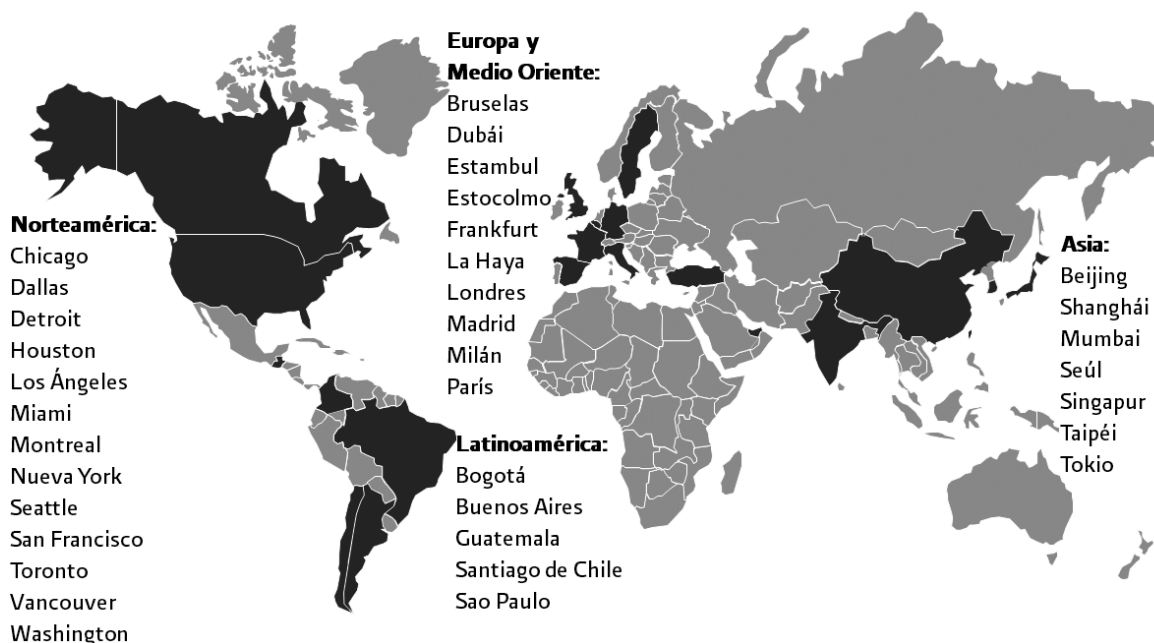 Norteamérica:
Chicago
Dallas
Detroit
Houston
Los Ángeles
Miami
Montreal
Nueva York
Seattle
San Francisco
Toronto
Vancouver
Washington
Europa y
Medio Oriente:
Bruselas
Dubái
Estambul
Estocolmo
Frankfurt
La Haya
Londres
Madrid
Milán
París
Latinoamérica:
Bogotá
Buenos Aires
Guatemala
Santiago de Chile
Sao Paulo
Asia:
Beijing
Shanghái
Mumbai
Seúl
Singapur
Taipéi
Tokio